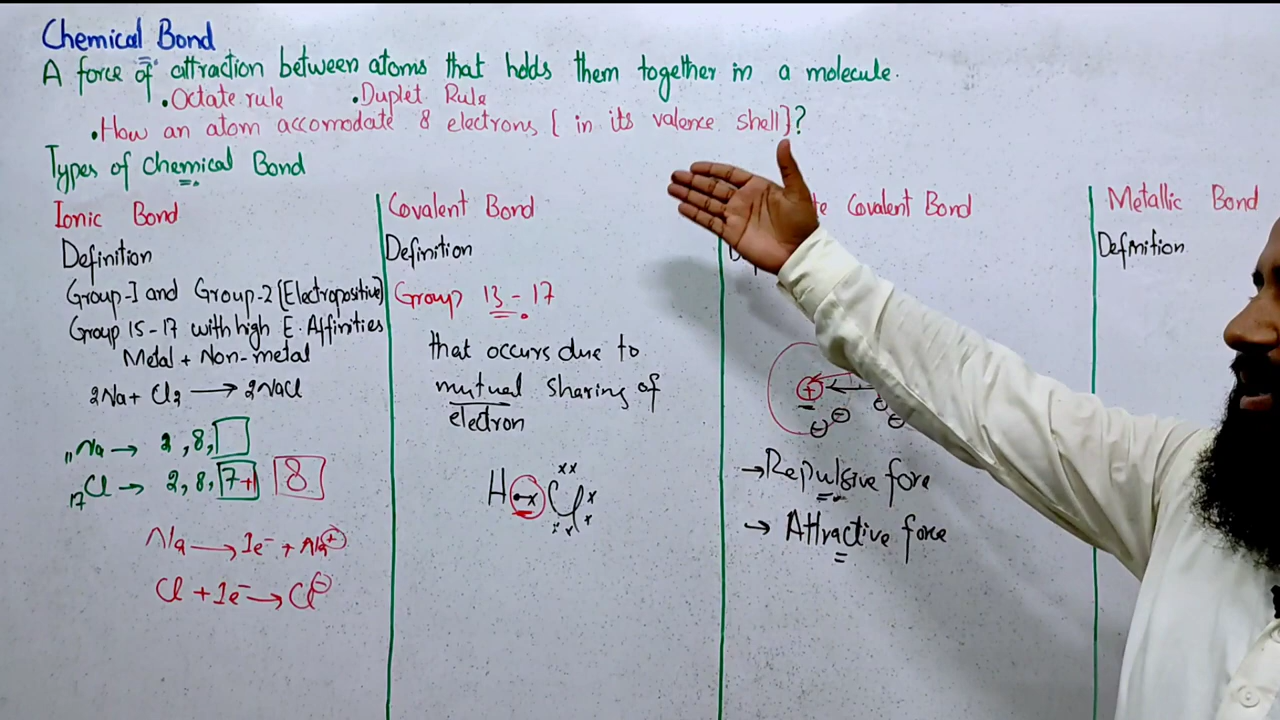 Chemical Bond
A force of attraction between atoms that holds them together in a molecule.
•Octate rule •Duplet Rule
•How an atom accomodate 8 electrons [in its valence shell]?
Types of chemical Bond
Ionic Bond
Definition
Group-I and Group-2 [Electropositive]
Group 15-17 with high E. Affinities
Metal + Non-metal
2Na + Cl2 → 2NaCl
11Na → 2,8,
17Cl → 2,8,7+1 8
Na → 1e⁻ + Na⁺
Cl + 1e⁻ → Cl⁻
Covalent Bond
Definition
Group 13-17
that occurs due to
mutual sharing of
electron
H •x Cl
Covalent Bond
+
→ Repulsive fore
→ Attractive force
Metallic Bond
Definition